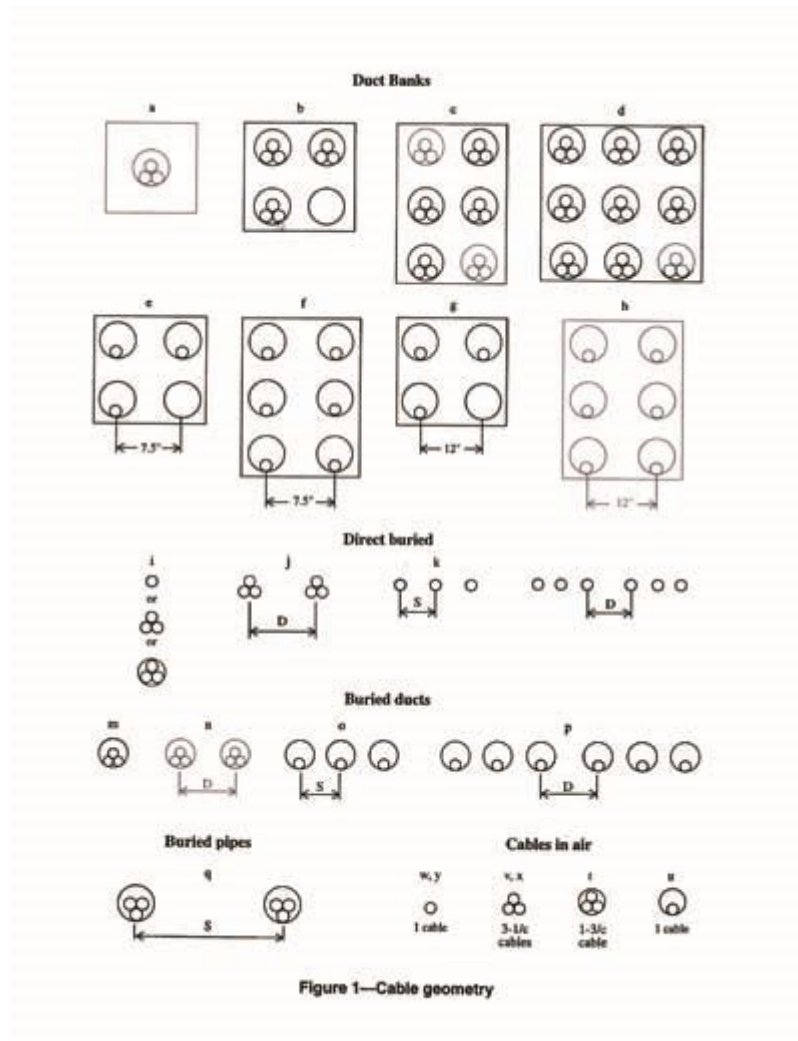 Duct Banks
a b c d
e f g h
7.5" 12"
7.5" 12"
Direct buried
i j k
or S D
or D
Buried ducts
m n o p
D S D
Buried pipes Cables in air
q w, y v, x t u
S 1 cable 3-1/c cables 1-3/c cable 1 cable
Figure 1—Cable geometry